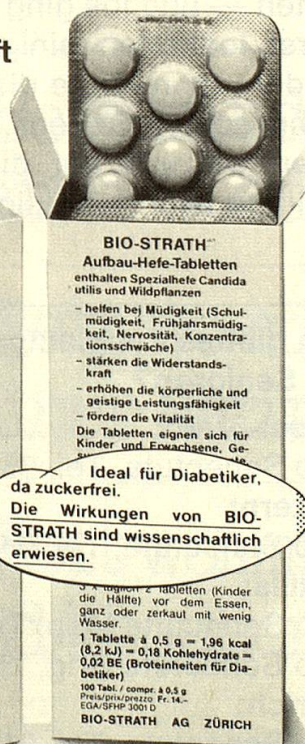 ft
BIO-STRATH
Aufbau-Hefe-Tabletten
enthalten Spezialhefe Candida
utilis und Wildpflanzen
– helfen bei Müdigkeit (Schul-
müdigkeit, Frühjahrsmüdig-
keit, Nervosität, Konzentra-
tionsschwäche)
– stärken die Widerstands-
kraft
– erhöhen die körperliche und
geistige Leistungsfähigkeit
– fördern die Vitalität
Die Tabletten eignen sich für
Kinder und Erwachsene, Ge-
Ideal für Diabetiker,
da zuckerfrei.
Die Wirkungen von BIO-
STRATH sind wissenschaftlich
erwiesen.
3 x täglich 2 Tabletten (Kinder
die Hälfte) vor dem Essen,
ganz oder zerkaut mit wenig
Wasser.
1 Tablette à 0,5 g = 1,96 kcal
(8,2 kJ) = 0,18 Kohlehydrate =
0,02 BE (Broteinheiten für Dia-
betiker)
100 Tabl. / compr. à 0,5 g
Preis/prix/prezzo Fr. 14.–
EGA/SFHP 3001 D
BIO-STRATH AG ZÜRICH